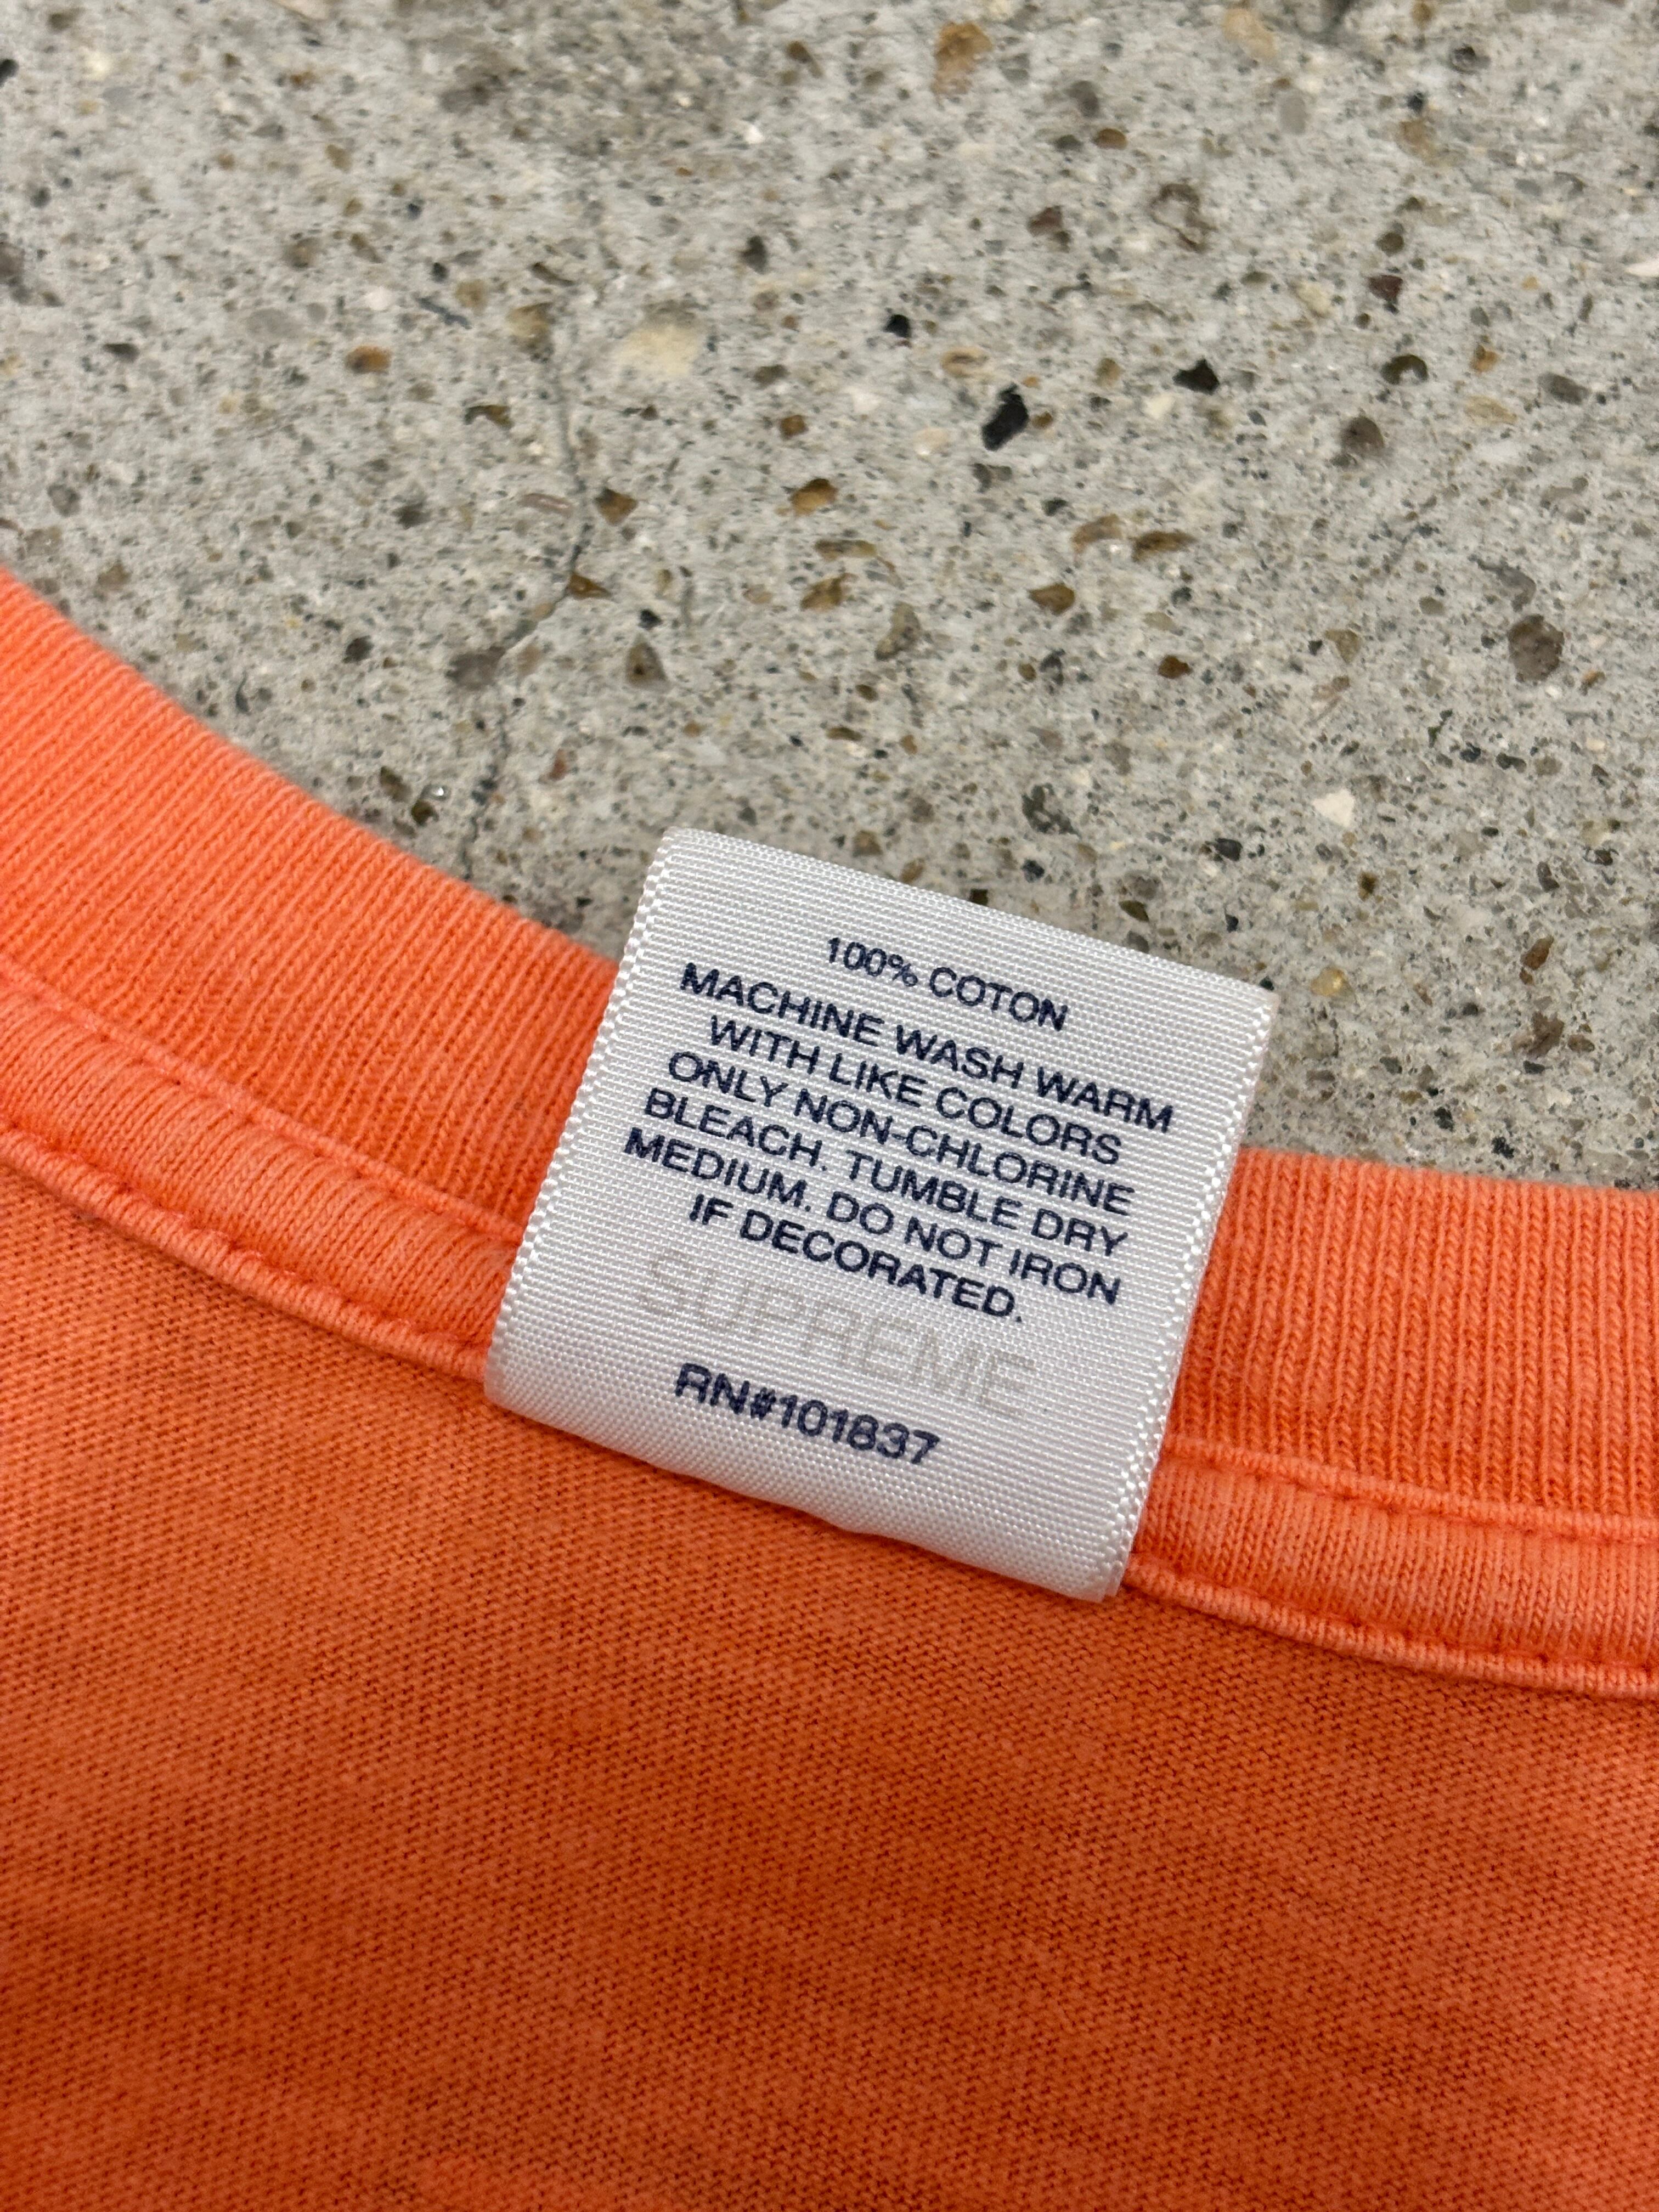 100% COTON
MACHINE WASH WARM
WITH LIKE COLORS
ONLY NON-CHLORINE
BLEACH. TUMBLE DRY
MEDIUM. DO NOT IRON
IF DECORATED.
SUPREME
RN#101837